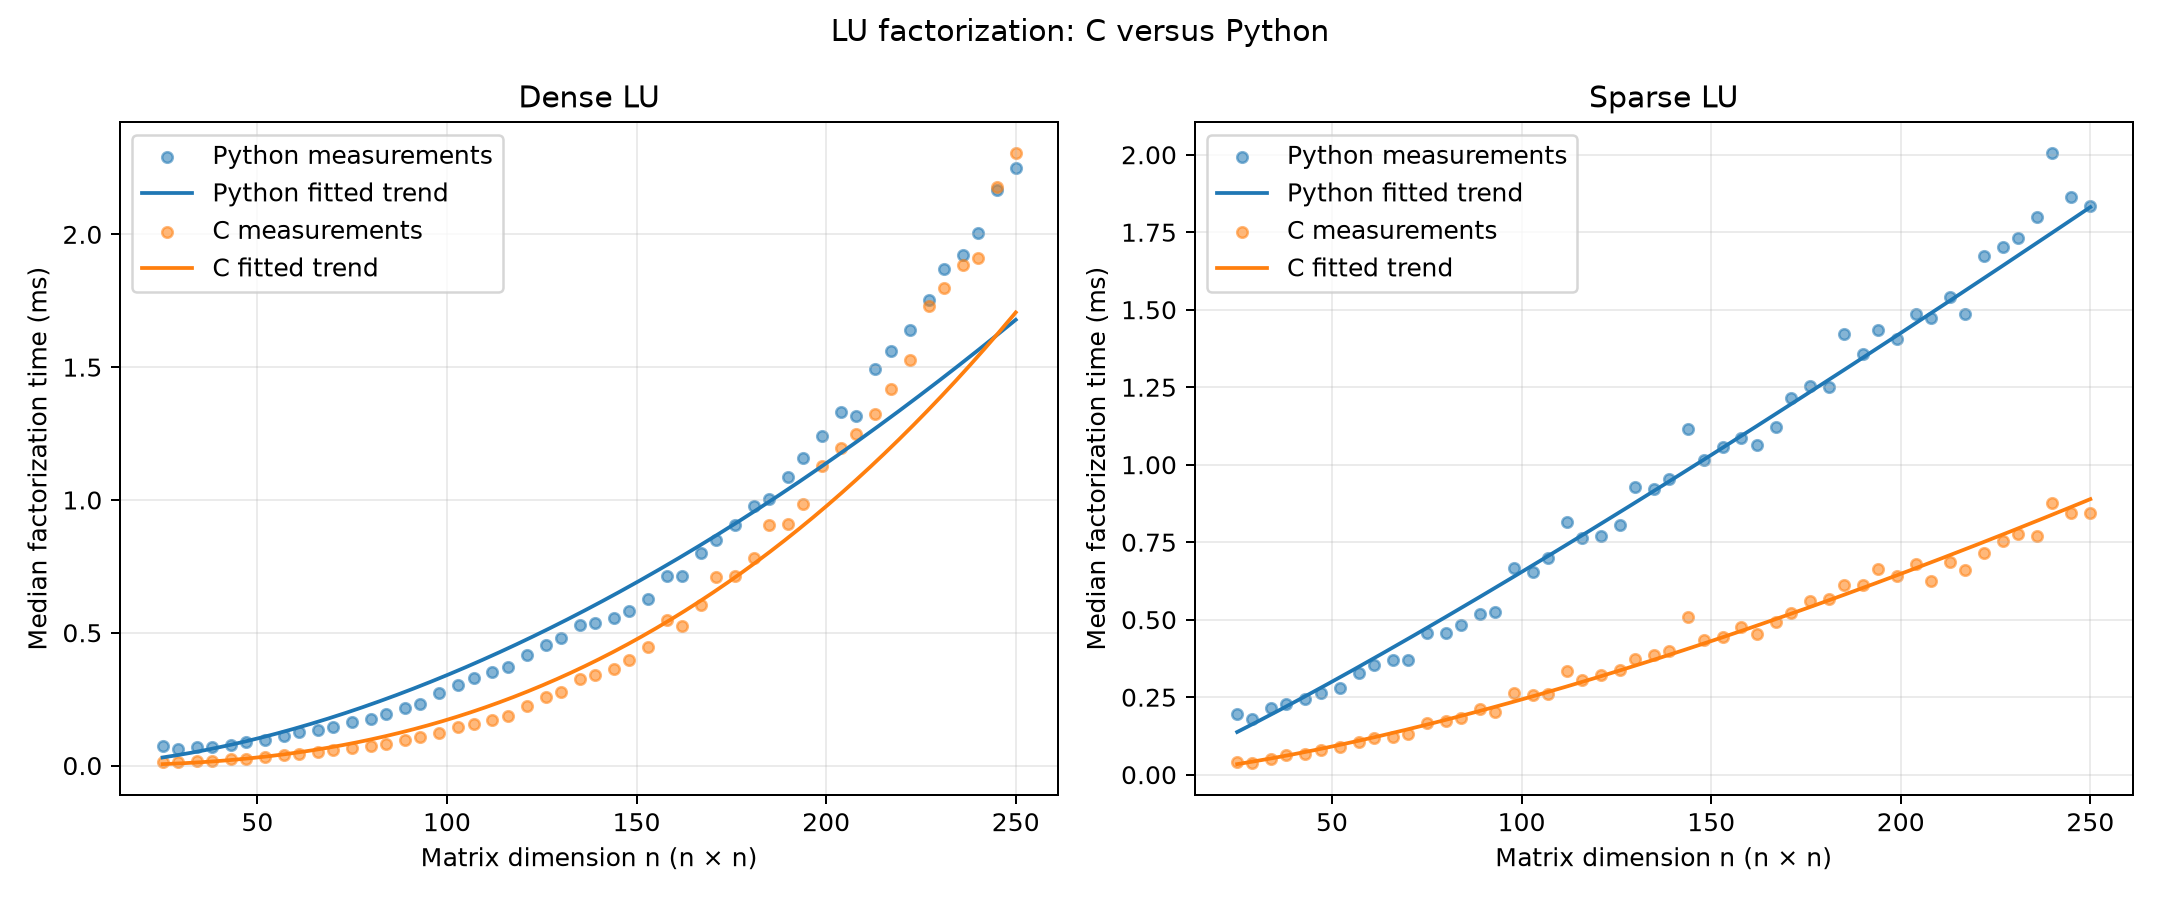 LU factorization: C versus Python
Dense LU
Python measurements
Python fitted trend
C measurements
C fitted trend
2.0
1.5
1.0
0.5
0.0
Median factorization time (ms)
50 100 150 200 250
Matrix dimension n (n × n)
Sparse LU
Python measurements
Python fitted trend
C measurements
C fitted trend
2.00
1.75
1.50
1.25
1.00
0.75
0.50
0.25
0.00
Median factorization time (ms)
50 100 150 200 250
Matrix dimension n (n × n)